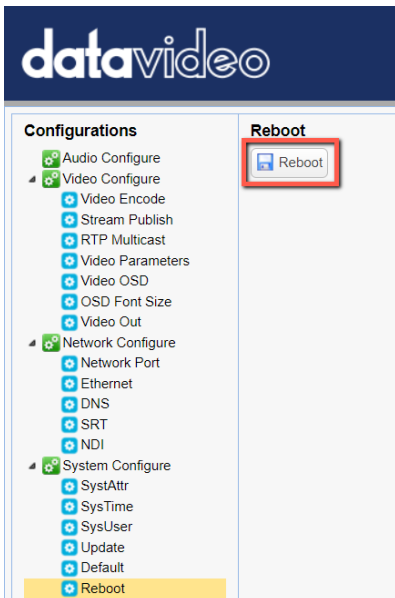 datavideo
Configurations
Audio Configure
Video Configure
Video Encode
Stream Publish
RTP Multicast
Video Parameters
Video OSD
OSD Font Size
Video Out
Network Configure
Network Port
Ethernet
DNS
SRT
NDI
System Configure
SystAttr
SysTime
SysUser
Update
Default
Reboot
Reboot
Reboot